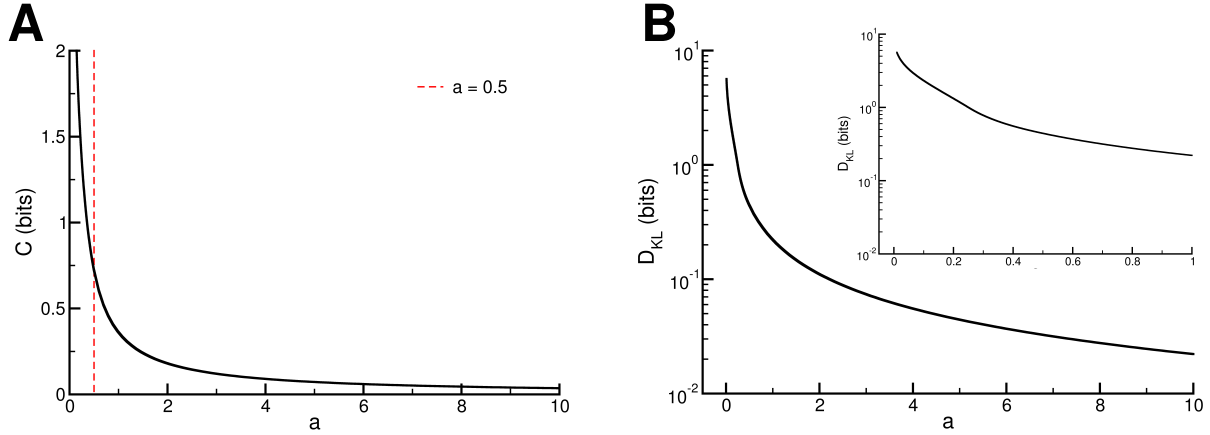 A
2
1.5
1
0.5
0
C (bits)
0 2 4 6 8 10
a
a = 0.5
B
10^1
10^0
10^-1
10^-2
D_KL (bits)
0 2 4 6 8 10
a
10^1
10^0
10^-1
10^-2
D_KL (bits)
0 0.2 0.4 0.6 0.8 1